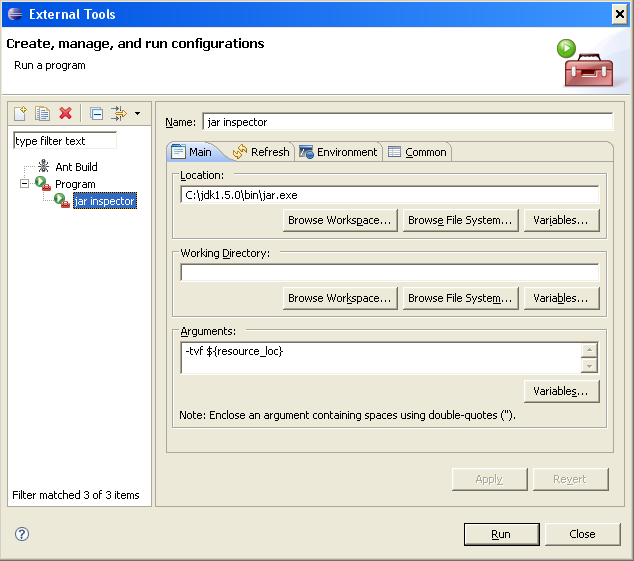 External Tools
Create, manage, and run configurations
Run a program
type filter text
Ant Build
Program
jar inspector
Filter matched 3 of 3 items
Name: jar inspector
Main Refresh Environment Common
Location:
C:\jdk1.5.0\bin\jar.exe
Browse Workspace... Browse File System... Variables...
Working Directory:
Browse Workspace... Browse File System... Variables...
Arguments:
-tvf ${resource_loc}
Variables...
Note: Enclose an argument containing spaces using double-quotes (").
Apply Revert
Run Close